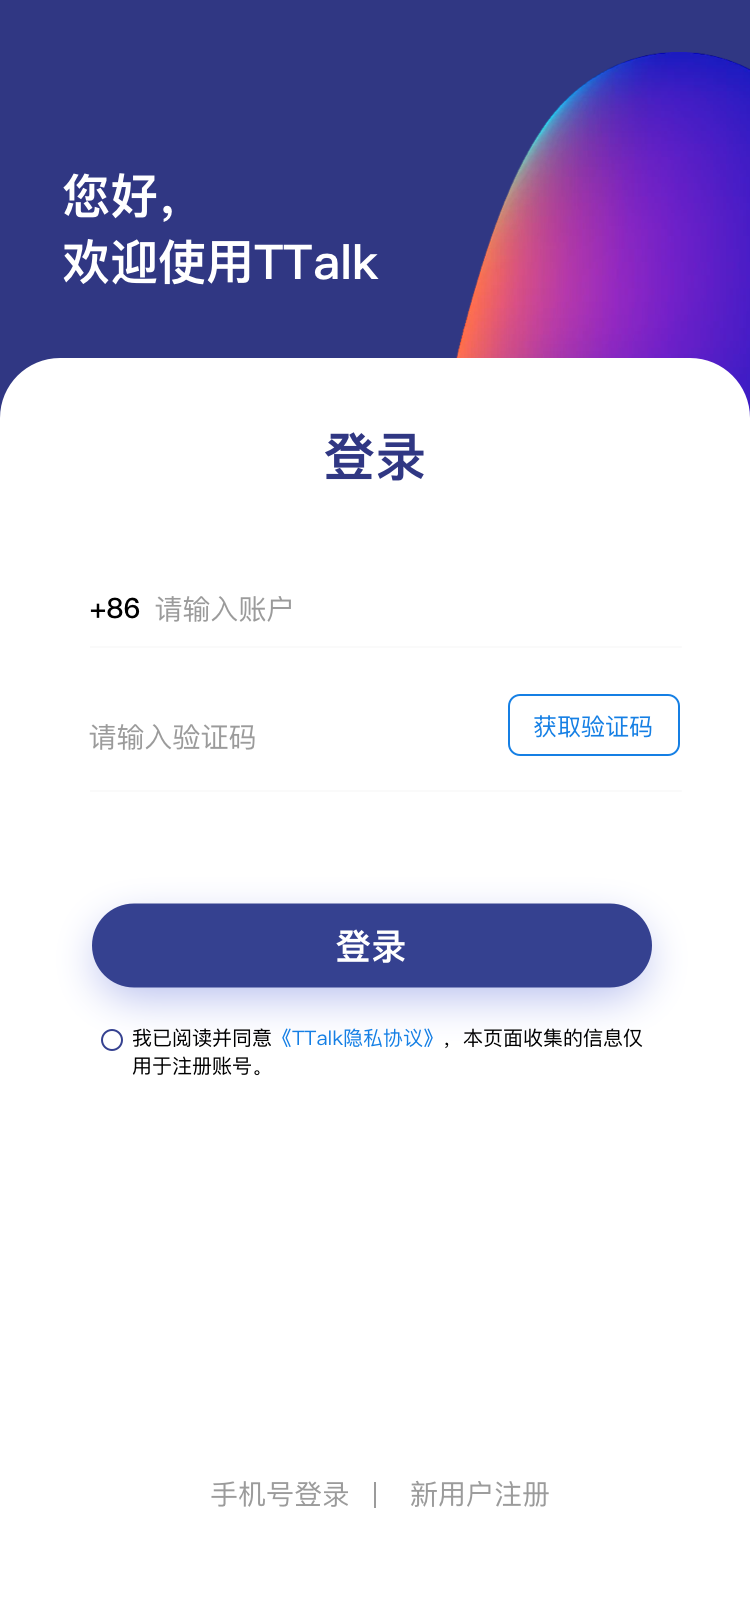 您好，
欢迎使用TTalk
登录
+86 请输入账户
请输入验证码
获取验证码
登录
我已阅读并同意《TTalk隐私协议》，本页面收集的信息仅
用于注册账号。
手机号登录 | 新用户注册